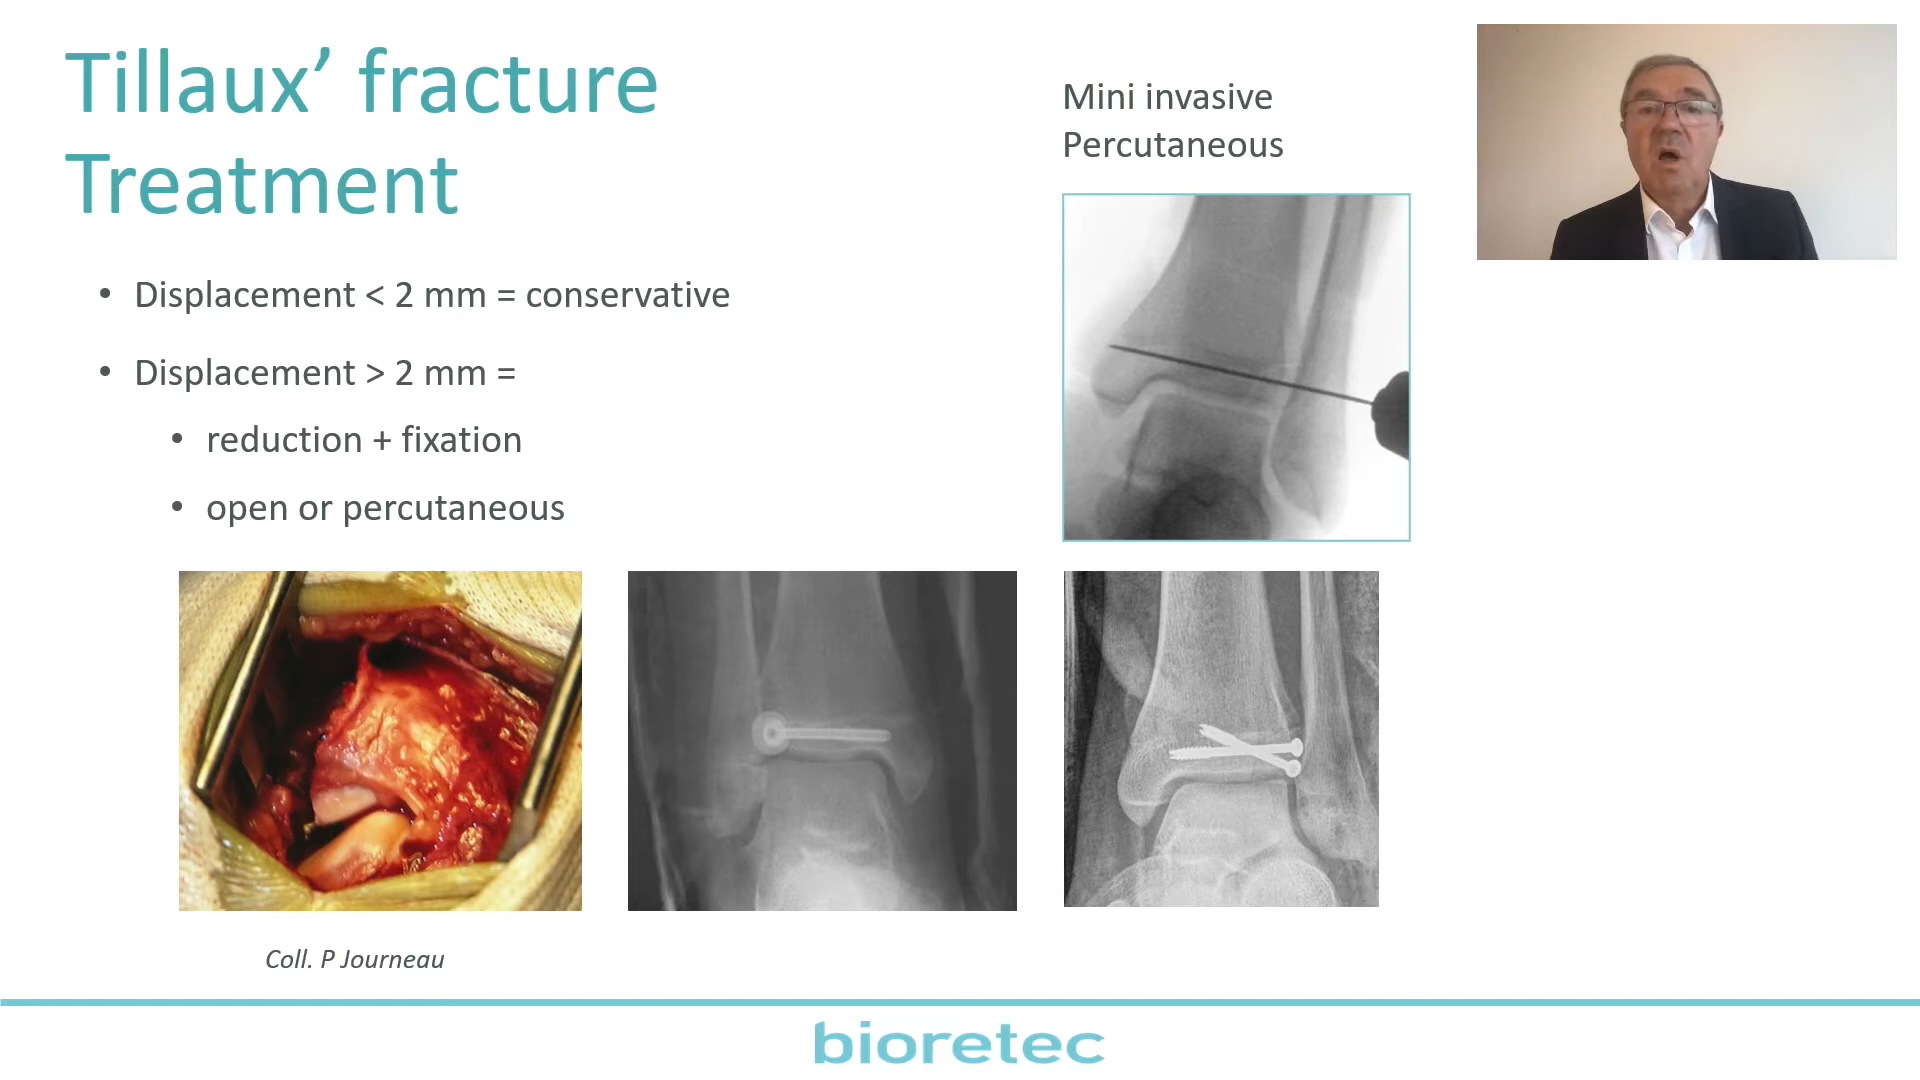 Tillaux’ fracture
Treatment
Mini invasive
Percutaneous
• Displacement < 2 mm = conservative
• Displacement > 2 mm =
• reduction + fixation
• open or percutaneous
Coll. P Journeau
bioretec